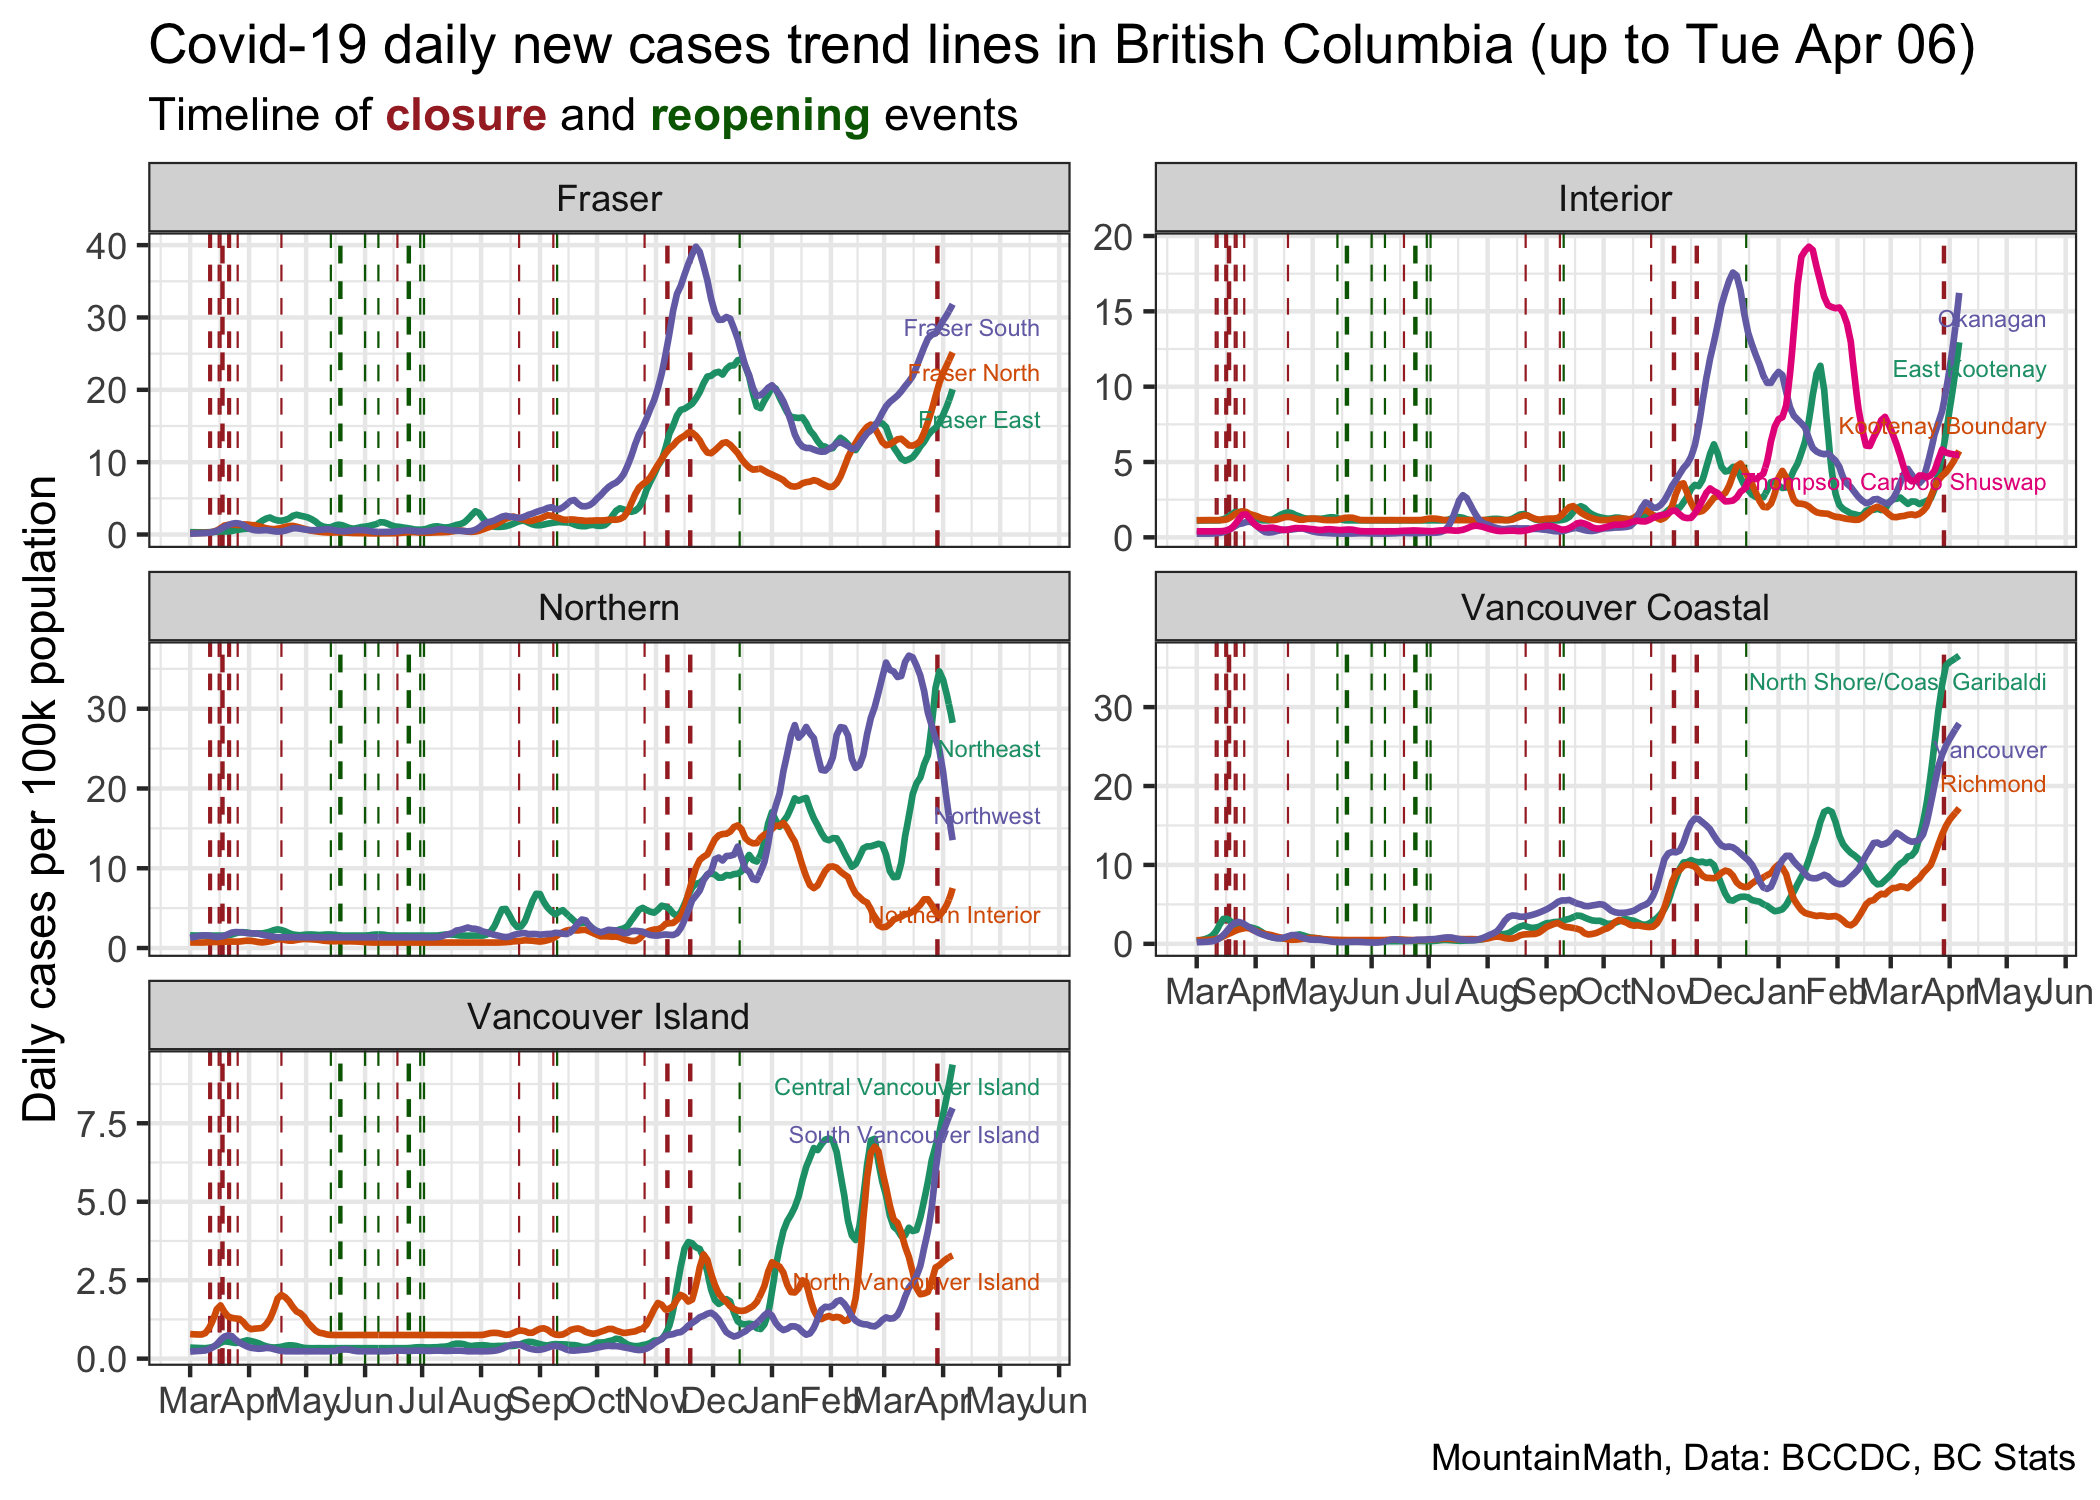 Covid-19 daily new cases trend lines in British Columbia (up to Tue Apr 06)
Timeline of closure and reopening events
Daily cases per 100k population
Fraser
40
30
20
10
0
Fraser South
Fraser North
Fraser East
Interior
20
15
10
5
0
Okanagan
East Kootenay
Kootenay Boundary
Thompson Cariboo Shuswap
Northern
30
20
10
0
Northeast
Northwest
Northern Interior
Vancouver Coastal
30
20
10
0
North Shore/Coast Garibaldi
Vancouver
Richmond
Mar Apr May Jun Jul Aug Sep Oct Nov Dec Jan Feb Mar Apr May Jun
Vancouver Island
7.5
5.0
2.5
0.0
Central Vancouver Island
South Vancouver Island
North Vancouver Island
Mar Apr May Jun Jul Aug Sep Oct Nov Dec Jan Feb Mar Apr May Jun
MountainMath, Data: BCCDC, BC Stats